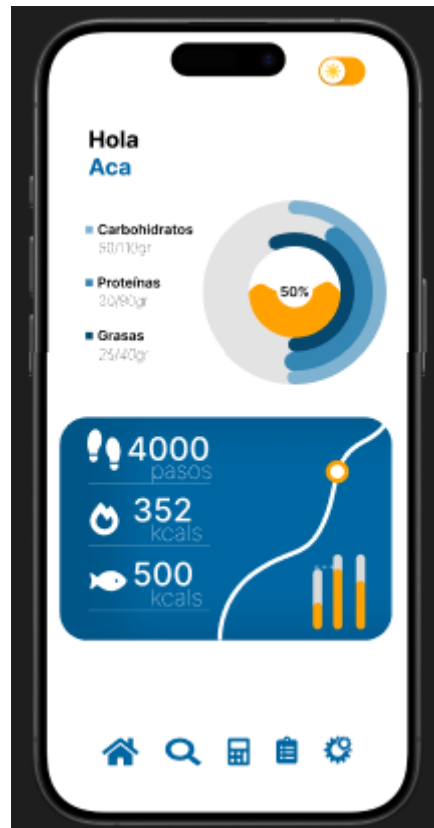 Hola
Aca
Carbohidratos
50/110gr
Proteínas
30/90gr
Grasas
25/40gr
50%
4000
pasos
352
kcals
500
kcals